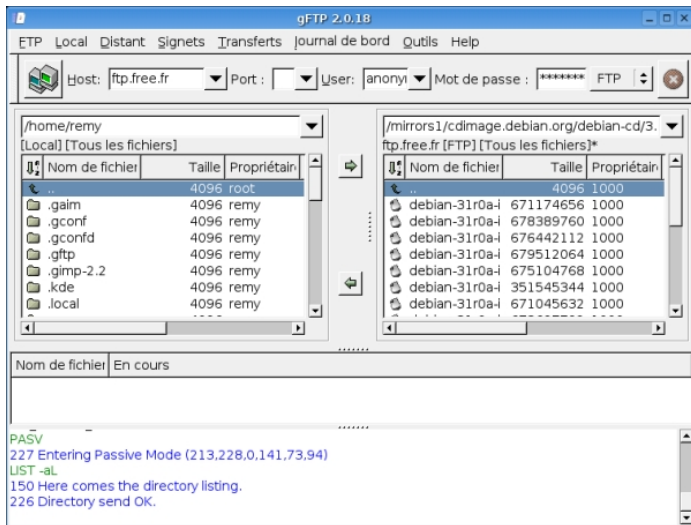 gFTP 2.0.18
FTP Local Distant Signets Transferts Journal de bord Outils Help
Host: ftp.free.fr Port : User: anonyı Mot de passe : ******* FTP
/home/remy
[Local] [Tous les fichiers]
Nom de fichier Taille Propriétaire
.. 4096 root
.gaim 4096 remy
.gconf 4096 remy
.gconfd 4096 remy
.gftp 4096 remy
.gimp-2.2 4096 remy
.kde 4096 remy
.local 4096 remy
/mirrors1/cdimage.debian.org/debian-cd/3.
ftp.free.fr [FTP] [Tous les fichiers]*
Nom de fichier Taille Propriétaire
.. 4096 1000
debian-31r0a-i 671174656 1000
debian-31r0a-i 678389760 1000
debian-31r0a-i 676442112 1000
debian-31r0a-i 679512064 1000
debian-31r0a-i 675104768 1000
debian-31r0a-i 351545344 1000
debian-31r0a-i 671045632 1000
Nom de fichier En cours
PASV
227 Entering Passive Mode (213,228,0,141,73,94)
LIST -aL
150 Here comes the directory listing.
226 Directory send OK.